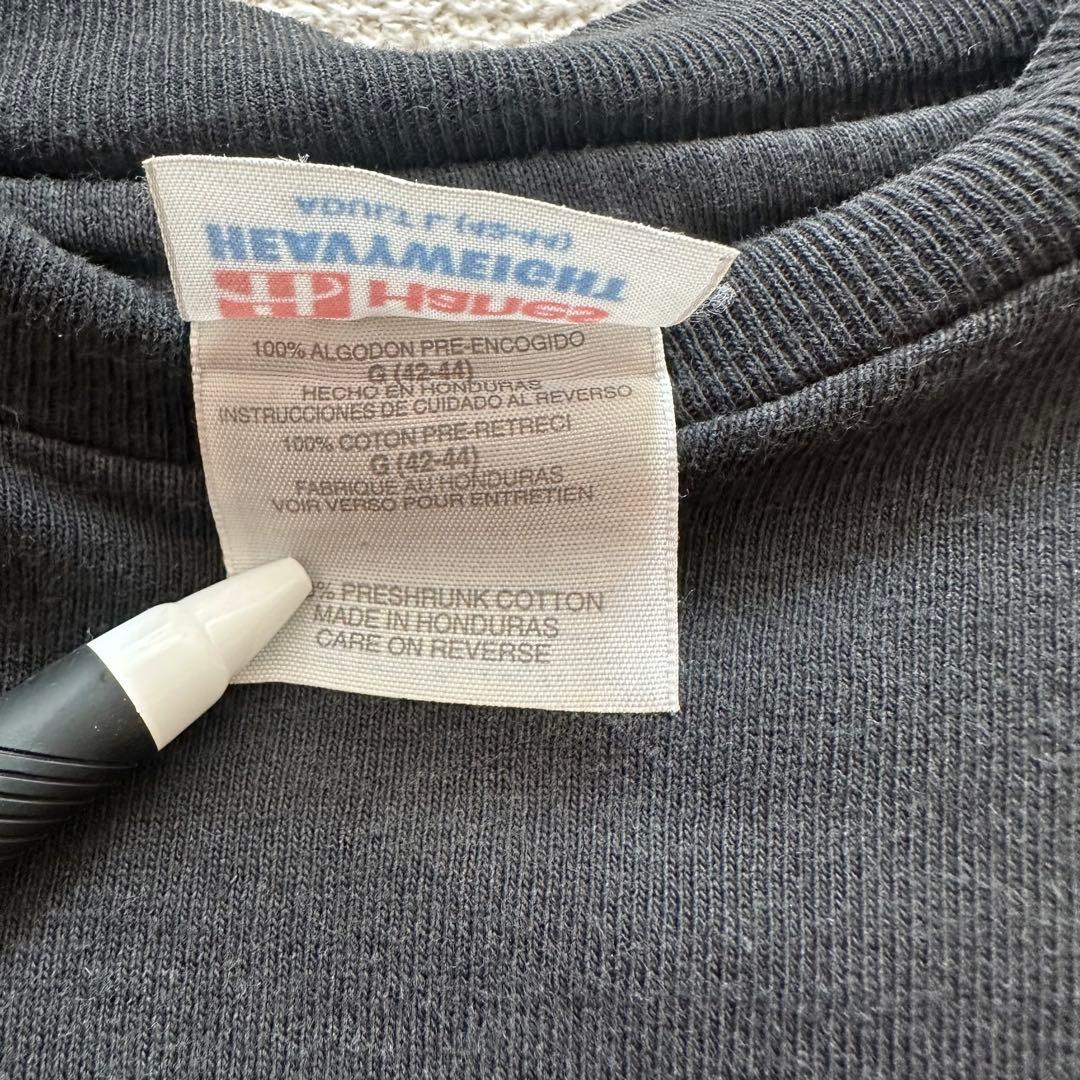 Hanes
HEAVYWEIGHT
ADULT L (42-44)
100% ALGODON PRE-ENCOGIDO
G (42-44)
HECHO EN HONDURAS
INSTRUCCIONES DE CUIDADO AL REVERSO
100% COTON PRE-RETRECI
G (42-44)
FABRIQUE AU HONDURAS
VOIR VERSO POUR ENTRETIEN
% PRESHRUNK COTTON
MADE IN HONDURAS
CARE ON REVERSE